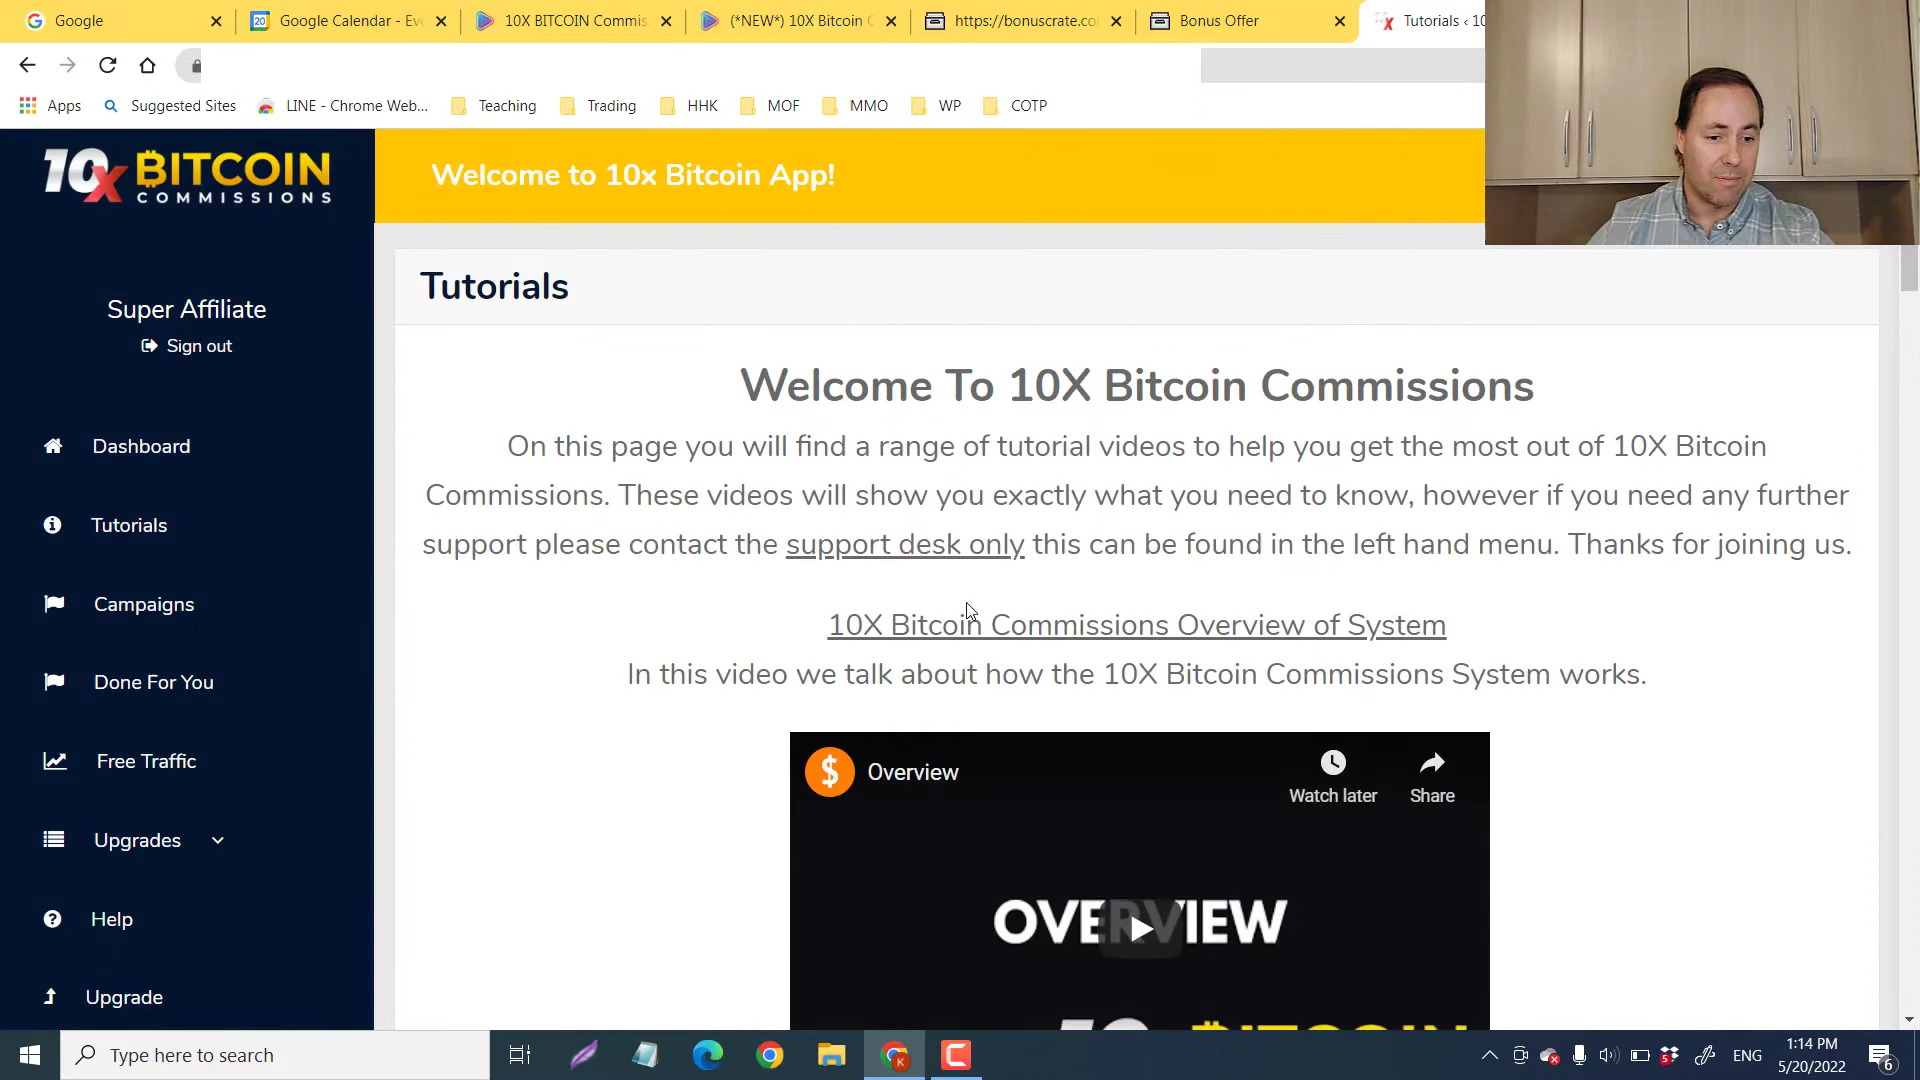 Google
Google Calendar - Eve
10X BITCOIN Commis
(*NEW*) 10X Bitcoin C
https://bonuscrate.co
Bonus Offer
Tutorials ‹ 10
Apps
Suggested Sites
LINE - Chrome Web...
Teaching
Trading
HHK
MOF
MMO
WP
COTP
10x BITCOIN
COMMISSIONS
Welcome to 10x Bitcoin App!
Super Affiliate
Sign out
Dashboard
Tutorials
Campaigns
Done For You
Free Traffic
Upgrades
Help
Upgrade
Tutorials
Welcome To 10X Bitcoin Commissions
On this page you will find a range of tutorial videos to help you get the most out of 10X Bitcoin
Commissions. These videos will show you exactly what you need to know, however if you need any further
support please contact the support desk only this can be found in the left hand menu. Thanks for joining us.
10X Bitcoin Commissions Overview of System
In this video we talk about how the 10X Bitcoin Commissions System works.
Overview
Watch later
Share
OVERVIEW
10 BITCOIN
Type here to search
ENG
1:14 PM
5/20/2022
6